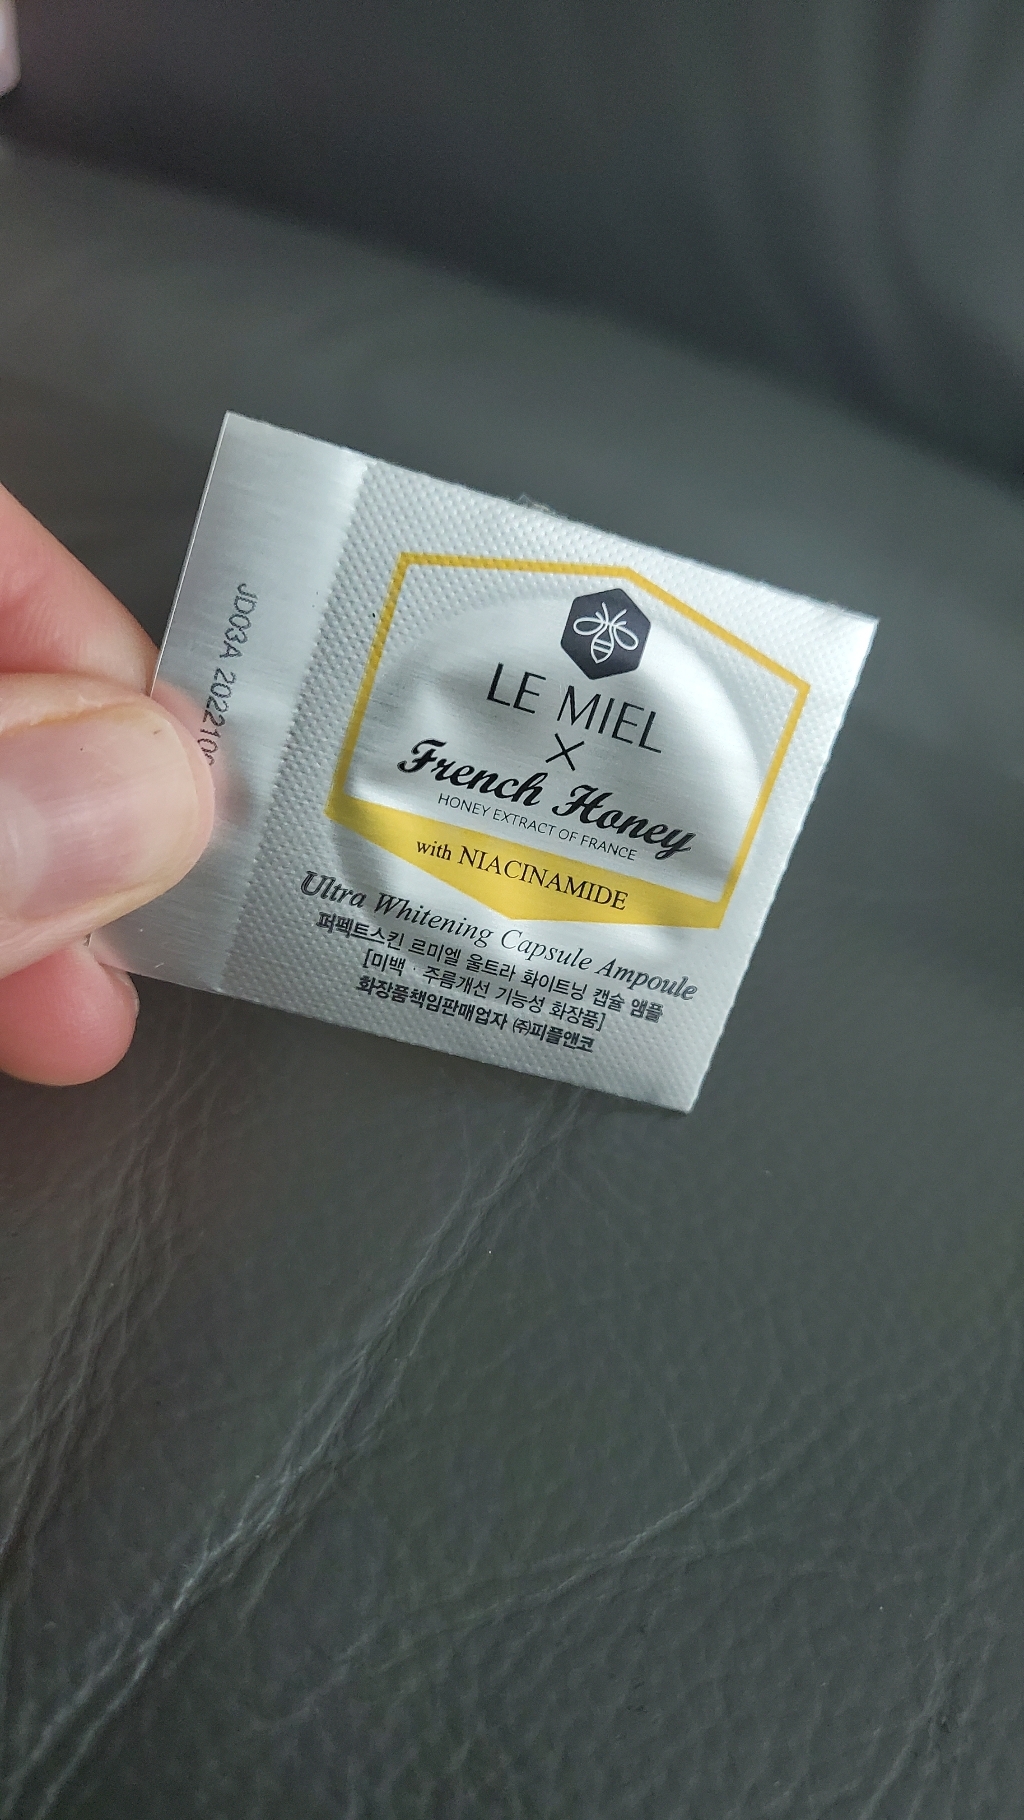 LE MIEL
X
French Honey
HONEY EXTRACT OF FRANCE
with NIACINAMIDE
Ultra Whitening Capsule Ampoule
퍼펙트스킨 르미엘 울트라 화이트닝 캡슐 앰플
[미백 · 주름개선 기능성 화장품]
화장품책임판매업자 ㈜피플앤코
JD03A